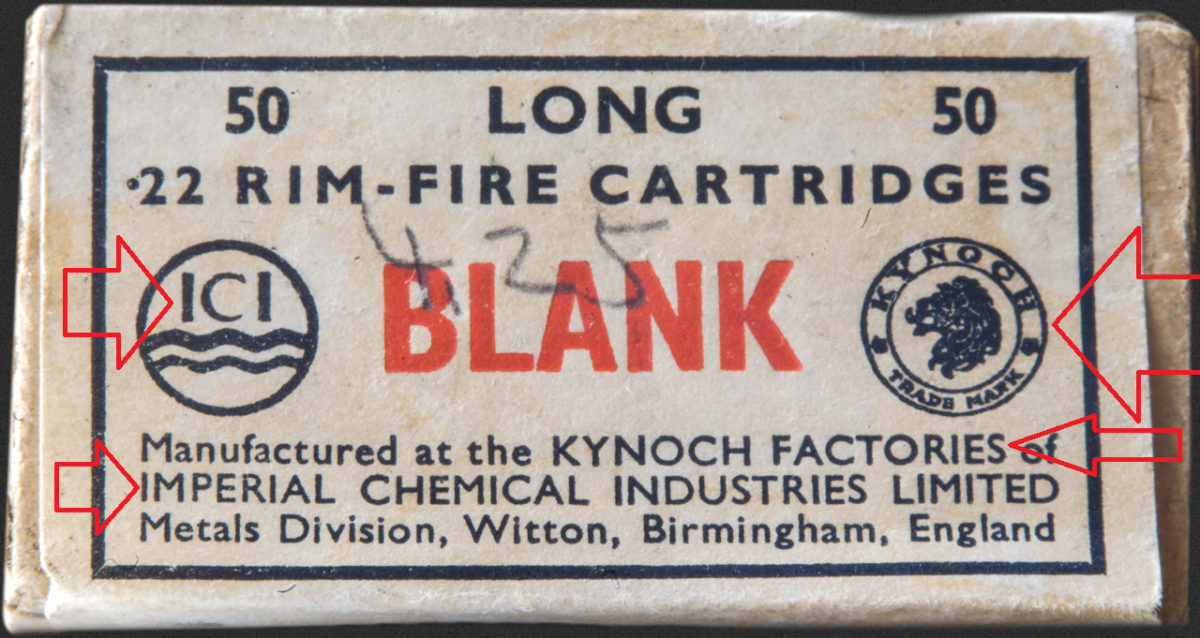 50 LONG 50
.22 RIM-FIRE CARTRIDGES
425
ICI
BLANK
KYNOCH
TRADE MARK
Manufactured at the KYNOCH FACTORIES of
IMPERIAL CHEMICAL INDUSTRIES LIMITED
Metals Division, Witton, Birmingham, England